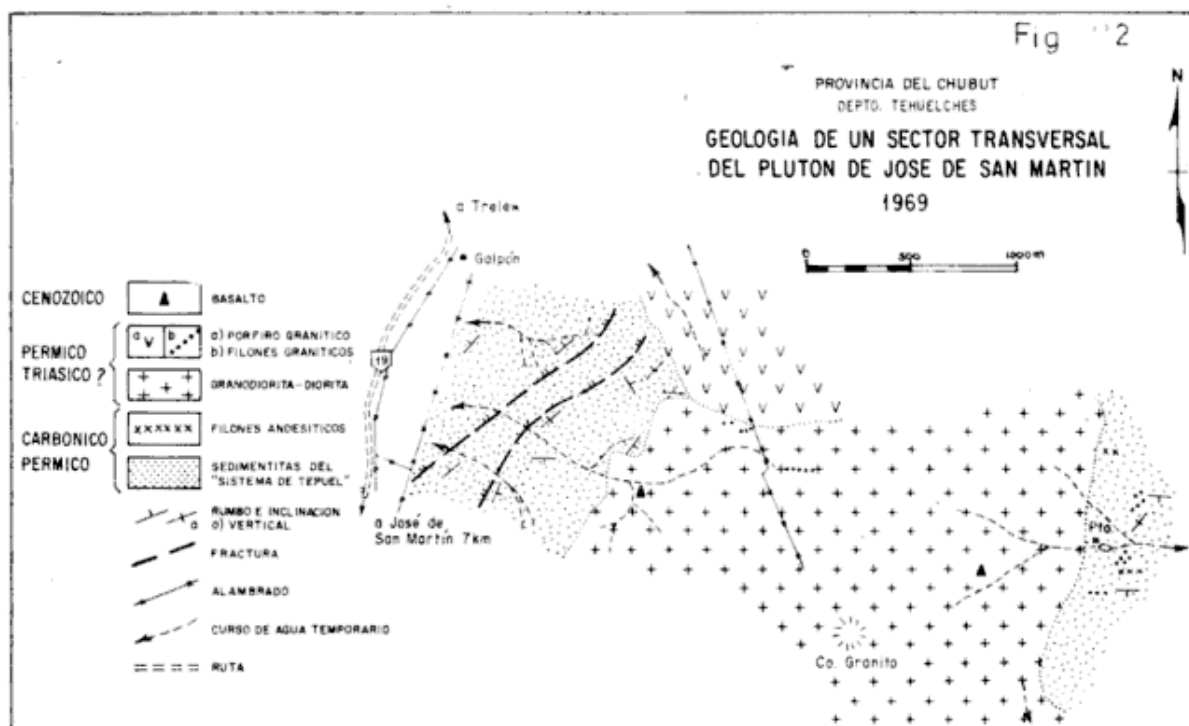 Fig 2
PROVINCIA DEL CHUBUT
DEPTO. TEHUELCHES
GEOLOGIA DE UN SECTOR TRANSVERSAL
DEL PLUTON DE JOSE DE SAN MARTIN
1969
N
0 500 1000m
a Trelew
Galpón
19
a José de
San Martín 7km
Pto.
Co. Granito
CENOZOICO
BASALTO
PERMICO
TRIASICO ?
a b
a) PORFIRO GRANITICO
b) FILONES GRANITICOS
GRANODIORITA-DIORITA
CARBONICO
PERMICO
FILONES ANDESITICOS
SEDIMENTITAS DEL
"SISTEMA DE TEPUEL"
RUMBO E INCLINACION
a a) VERTICAL
FRACTURA
ALAMBRADO
CURSO DE AGUA TEMPORARIO
RUTA